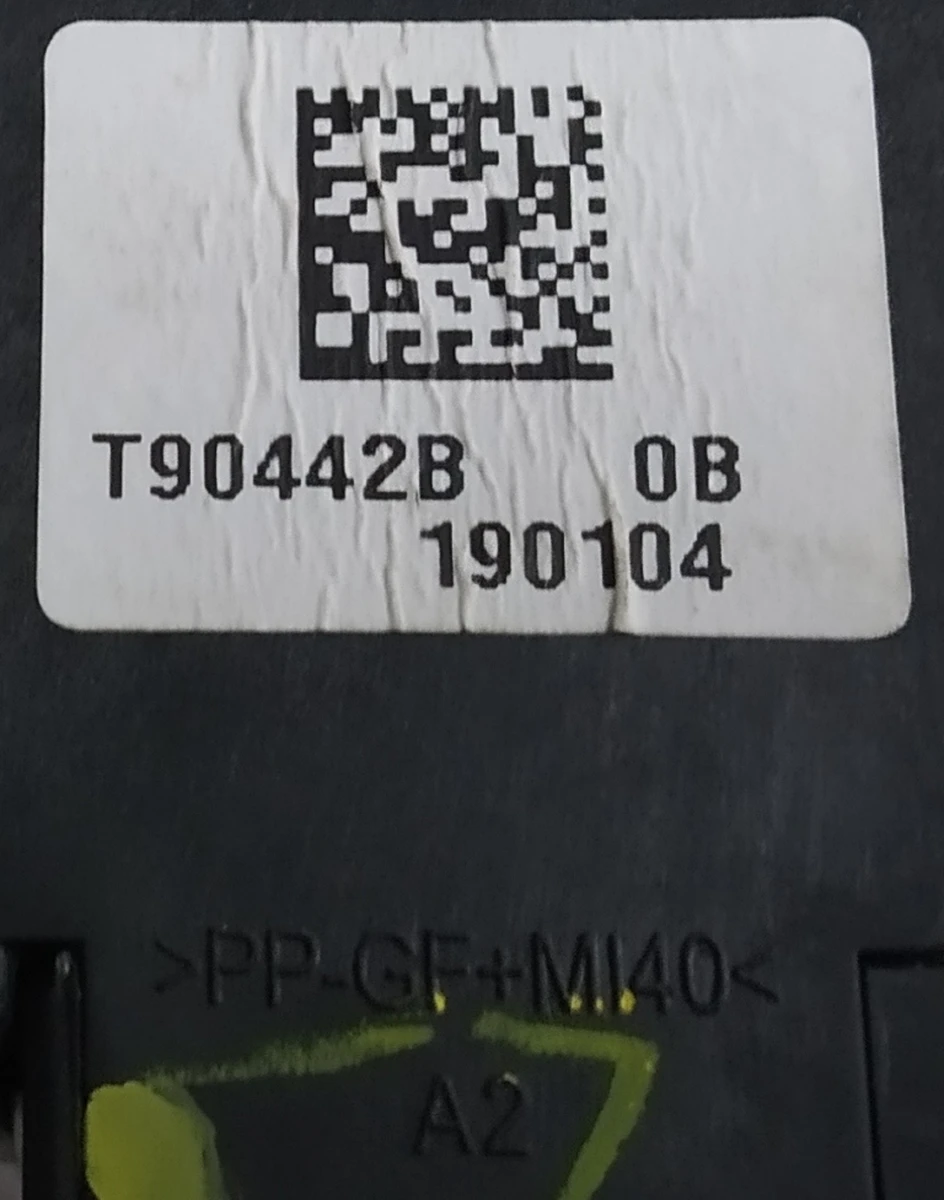 T90442B 0B
190104
>PP-GF+MI40<
A2